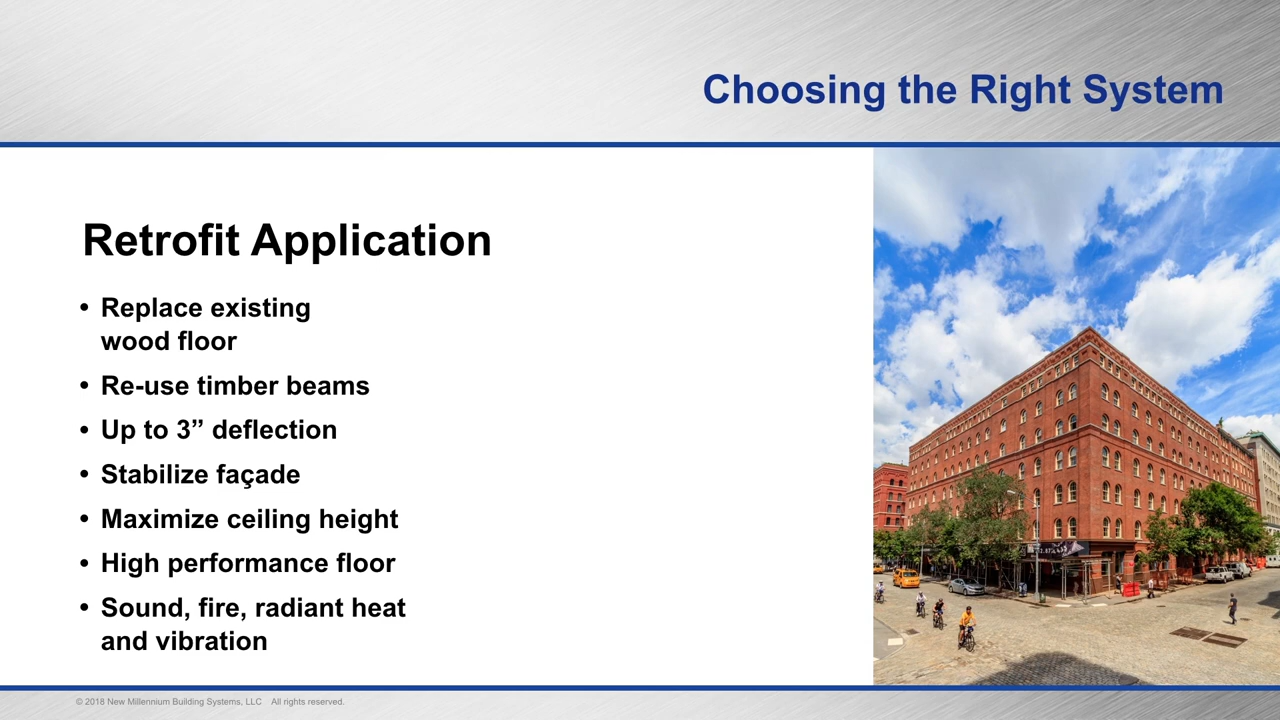 Choosing the Right System
Retrofit Application
• Replace existing
wood floor
• Re-use timber beams
• Up to 3” deflection
• Stabilize façade
• Maximize ceiling height
• High performance floor
• Sound, fire, radiant heat
and vibration
© 2018 New Millennium Building Systems, LLC All rights reserved.